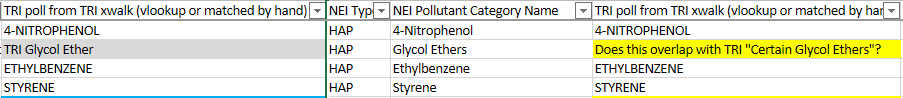 TRI poll from TRI xwalk (vlookup or matched by hand) NEI Type NEI Pollutant Category Name TRI poll from TRI xwalk (vlookup or matched by har
4-NITROPHENOL HAP 4-Nitrophenol 4-NITROPHENOL
TRI Glycol Ether HAP Glycol Ethers Does this overlap with TRI "Certain Glycol Ethers"?
ETHYLBENZENE HAP Ethylbenzene ETHYLBENZENE
STYRENE HAP Styrene STYRENE